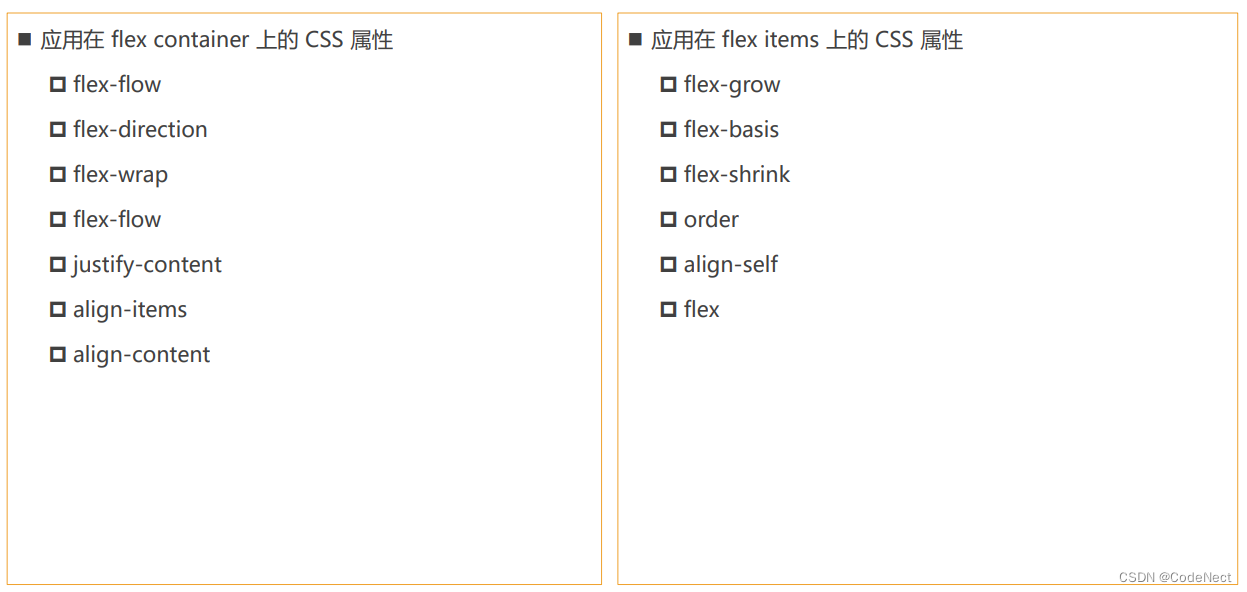 ■ 应用在 flex container 上的 CSS 属性
flex-flow
flex-direction
flex-wrap
flex-flow
justify-content
align-items
align-content
■ 应用在 flex items 上的 CSS 属性
flex-grow
flex-basis
flex-shrink
order
align-self
flex
CSDN @CodeNect